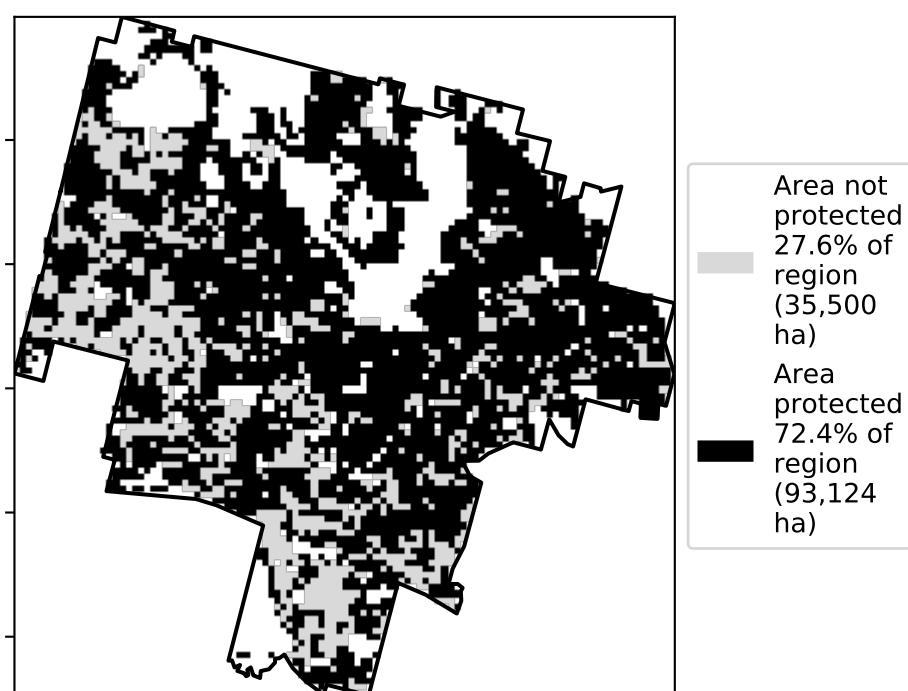 Area not
protected
27.6% of
region
(35,500
ha)
Area
protected
72.4% of
region
(93,124
ha)